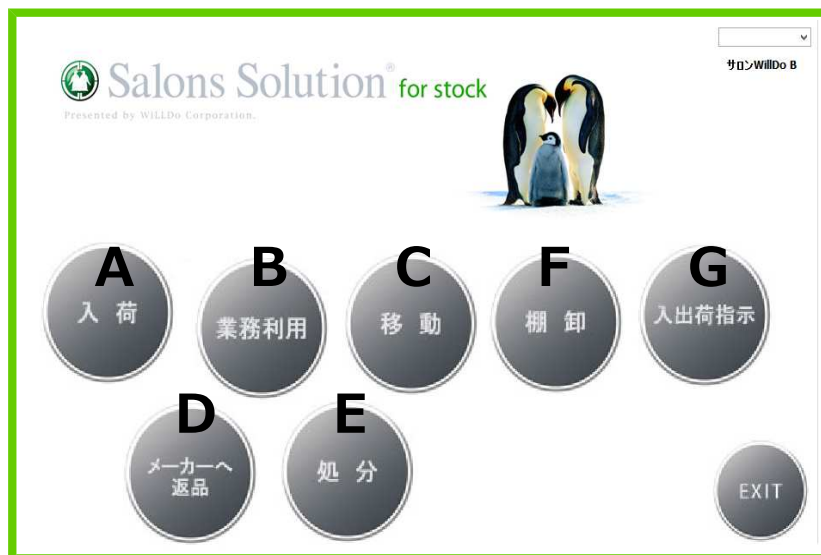 Salons Solution® for stock
Presented by WiLLDo Corporation.
サロンWillDo B
A
入荷
B
業務利用
C
移動
F
棚卸
G
入出荷指示
D
メーカーへ
返品
E
処分
EXIT